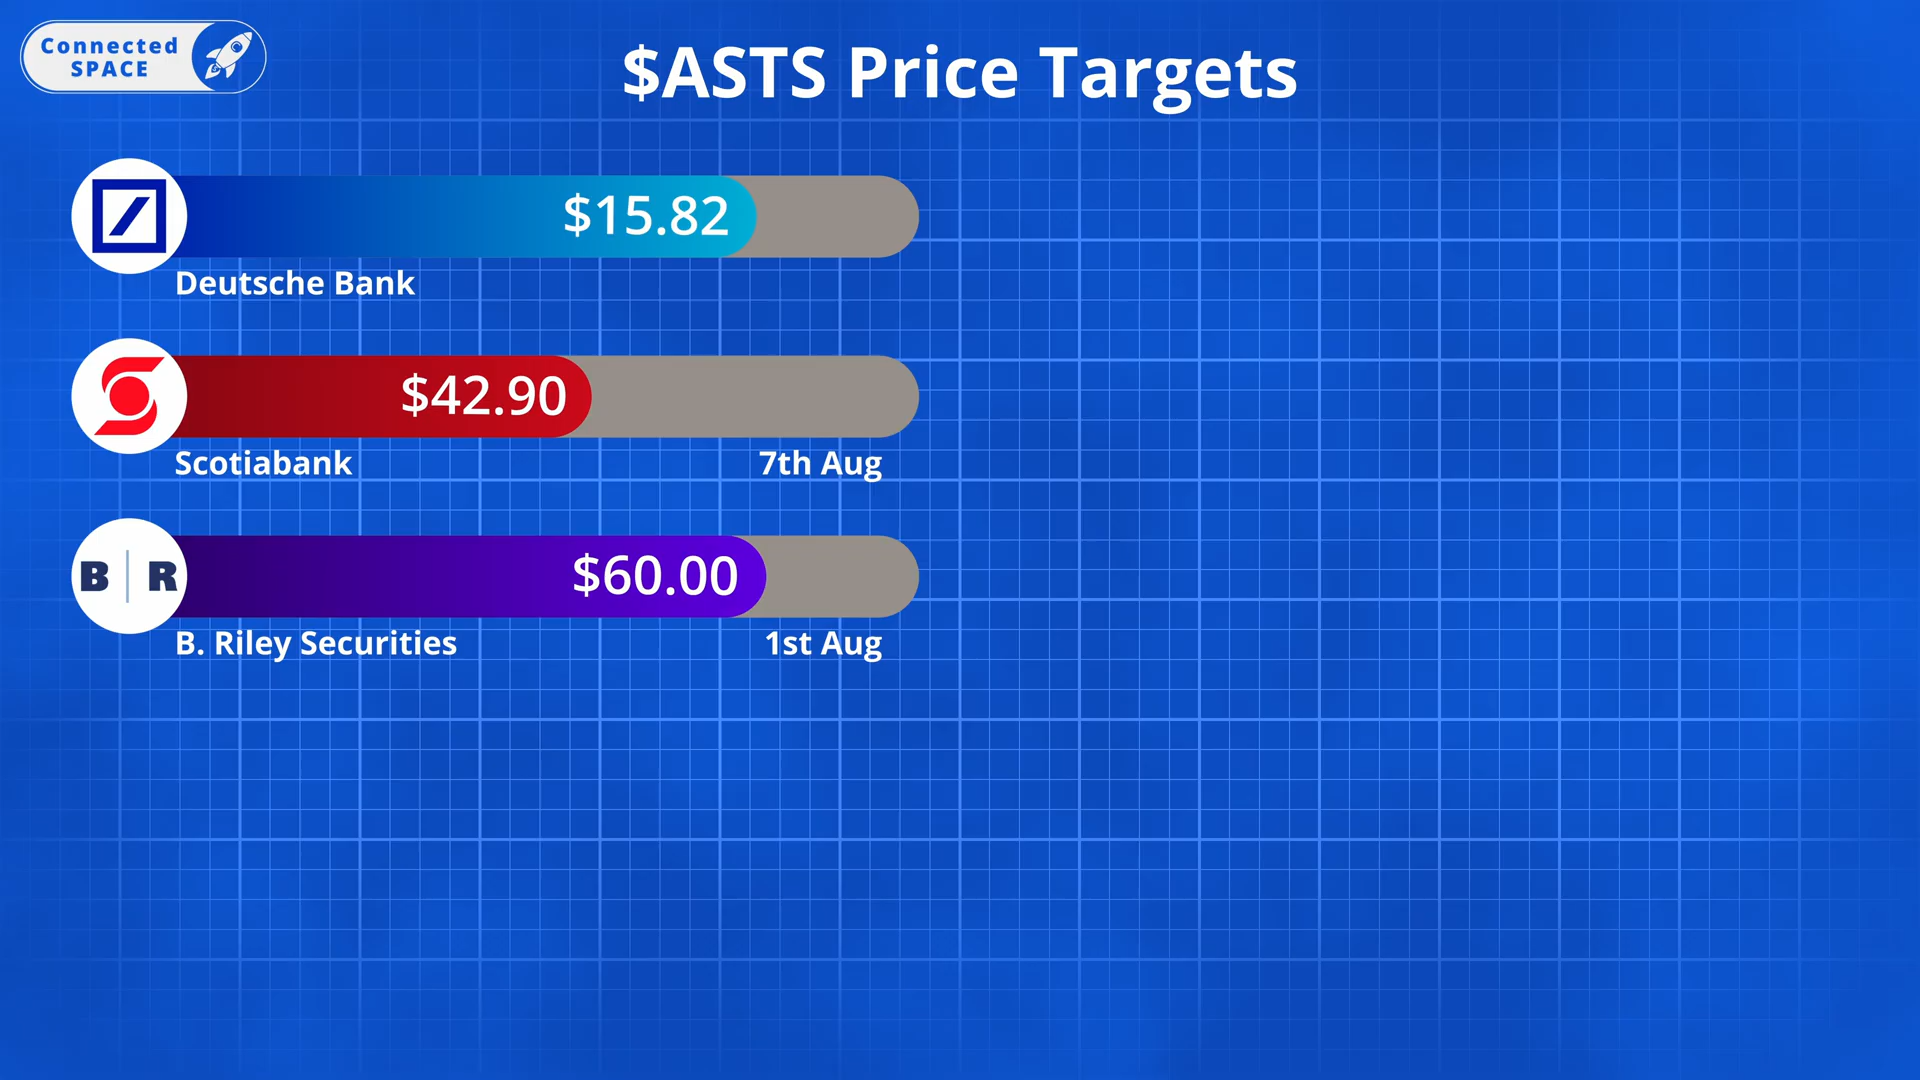 Connected
SPACE
$ASTS Price Targets
$15.82
Deutsche Bank
$42.90
Scotiabank
7th Aug
B | R
$60.00
B. Riley Securities
1st Aug